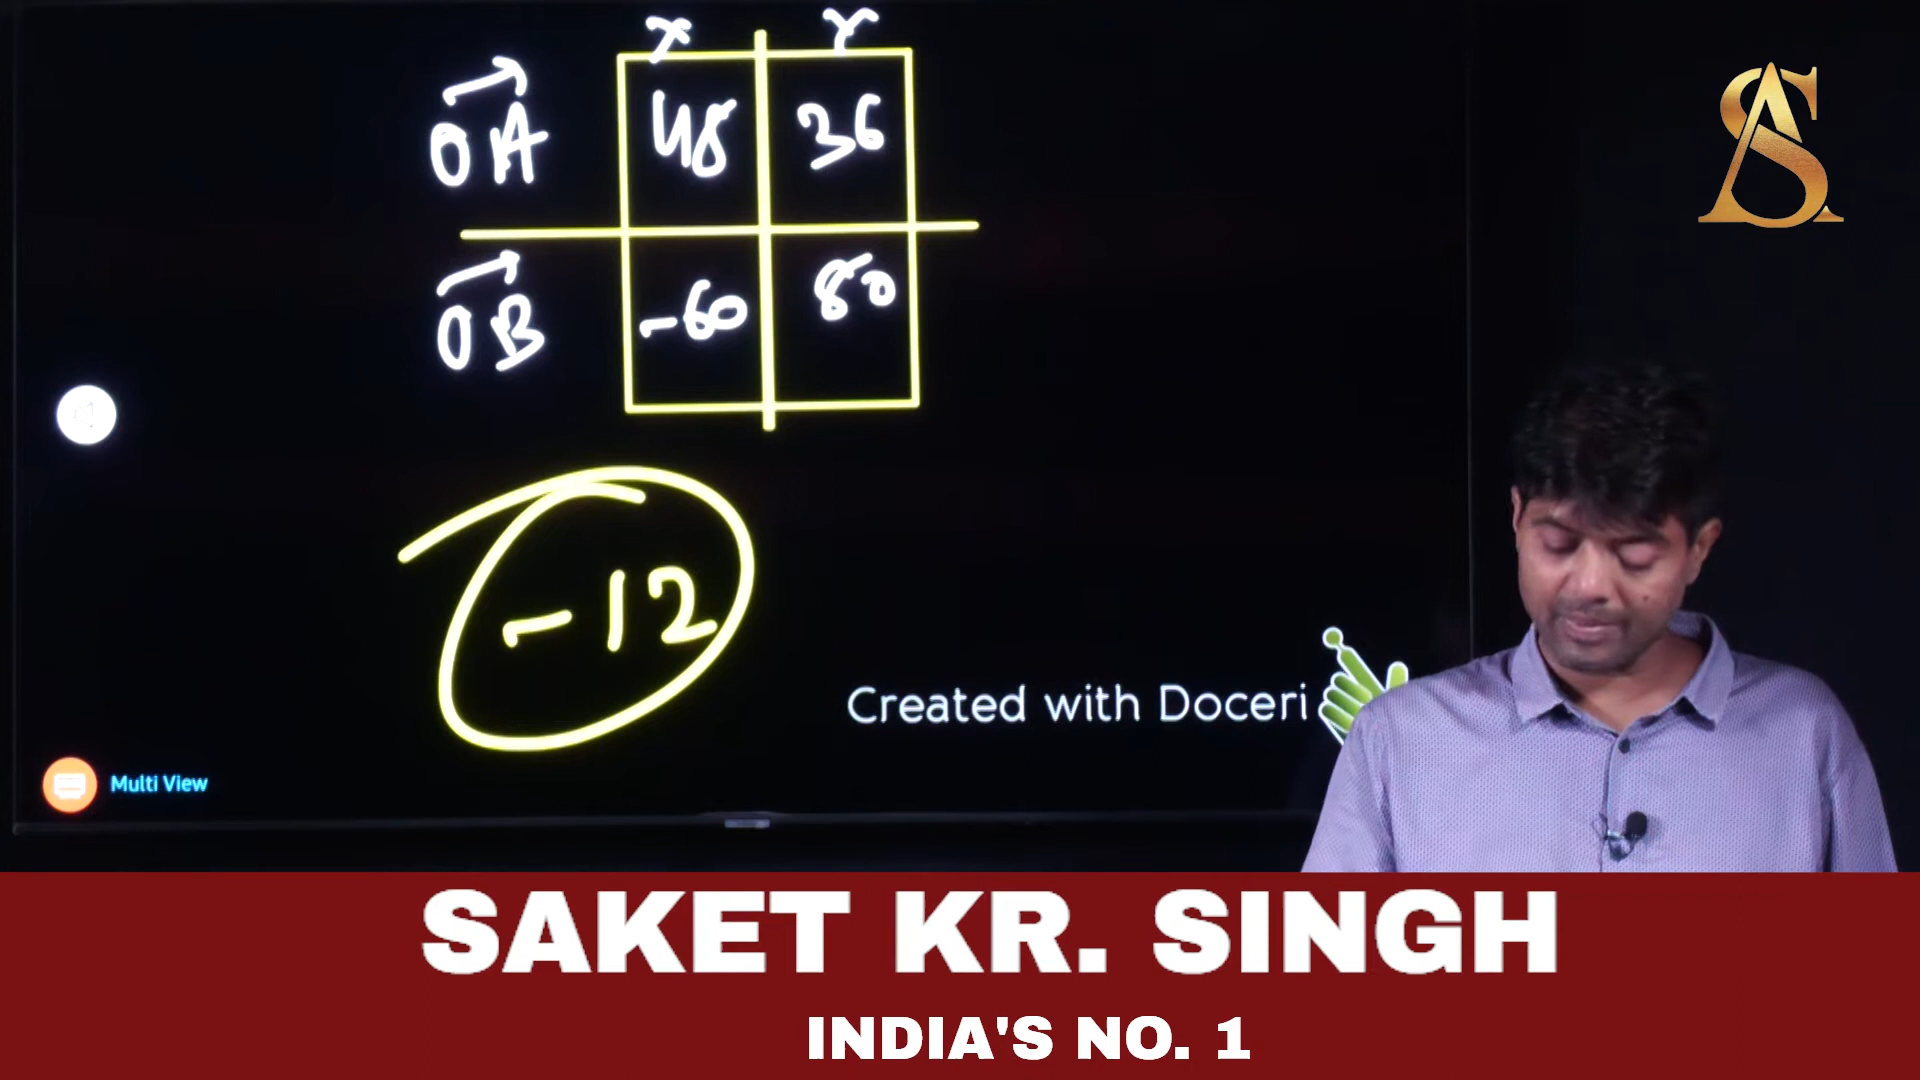 X Y
OA 48 36
OB -60 80
-12
Created with Doceri
Multi View
SAKET KR. SINGH
INDIA'S NO. 1